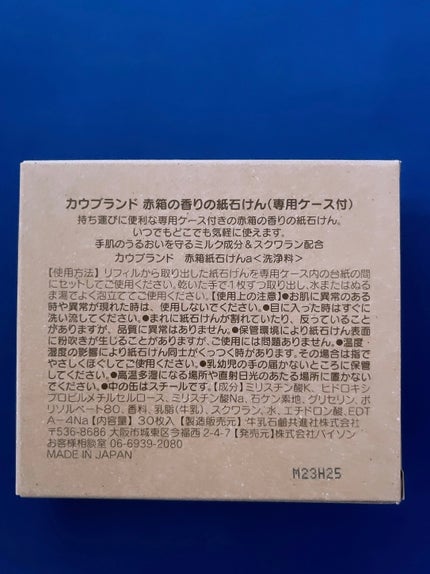 カウブランド 赤箱の香りの紙石けん(専用ケース付)
持ち運びに便利な専用ケース付きの赤箱の香りの紙石けん。
いつでもどこでも気軽に使えます。
手肌のうるおいを守るミルク成分&スクワラン配合
カウブランド 赤箱紙石けんa<洗浄料>
【使用方法】リフィルから取り出した紙石けんを専用ケース内の台紙の間
にセットしてご使用ください。乾いた手で1枚ずつ取り出し、水またはぬる
ま湯でよく泡立ててご使用ください。【使用上の注意】●お肌に異常のある
時や異常が現れた時は、使用しないでください。●目に入った時はすぐに
洗い流してください。●まれに紙石けんが割れていたり、反っていること
がありますが、品質に異常はありません。●保管環境により紙石けん表面
に粉吹きが生じることがありますが、ご使用には問題ありません。●温度・
湿度の影響により紙石けん同士がくっつく時があります。その場合は指で
やさしくほぐしてご使用ください。●乳幼児の手の届かないところに保管
してください。●高温多湿になる場所や直射日光のあたる場所に置かない
でください。●中の缶はスチールです。【成分】ミリスチン酸K、ヒドロキシ
プロピルメチルセルロース、ミリスチン酸Na、石ケン素地、グリセリン、ポ
リソルベート80、香料、乳脂(牛乳)、スクワラン、水、エチドロン酸、EDT
A-4Na【内容量】30枚入【製造販売元】牛乳石鹸共進社株式会社
〒536-8686 大阪市城東区今福西2-4-7【発売元】株式会社パイソン
お客様相談室 06-6939-2080
MADE IN JAPAN
M23H25